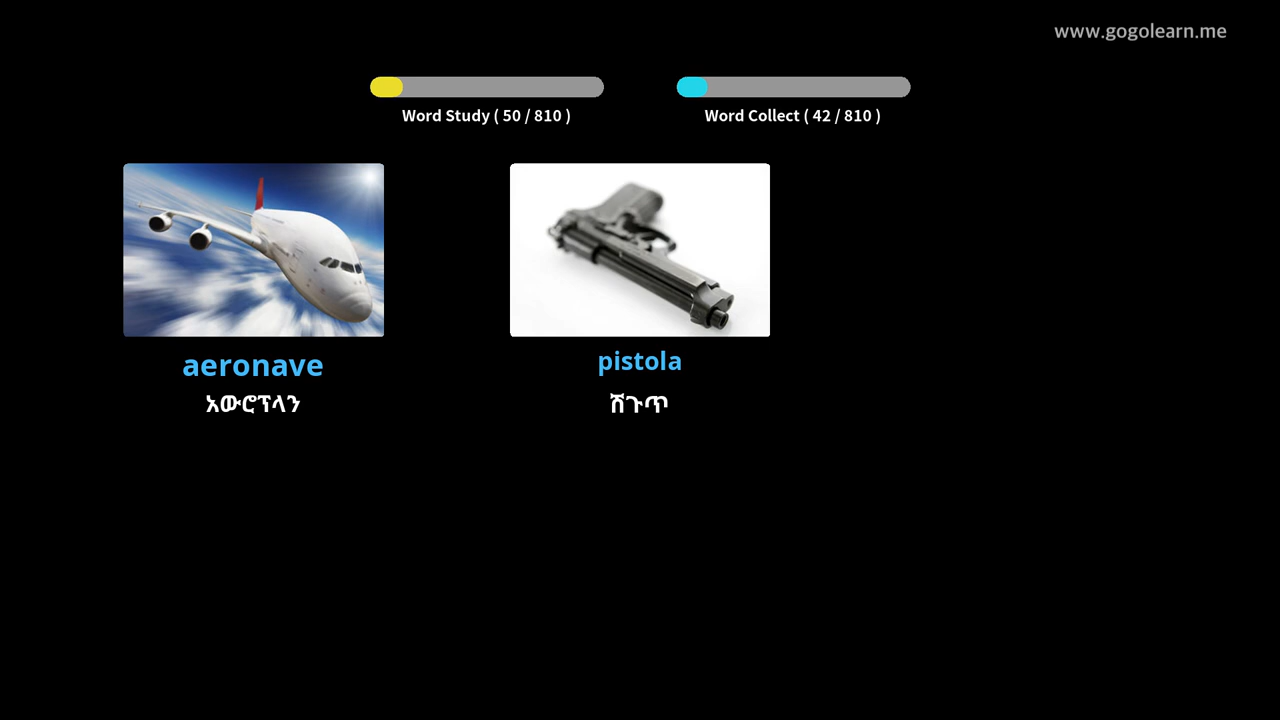 www.gogolearn.me
Word Study ( 50 / 810 )
Word Collect ( 42 / 810 )
aeronave
pistola
አውሮፕላን
ሽጉጥ